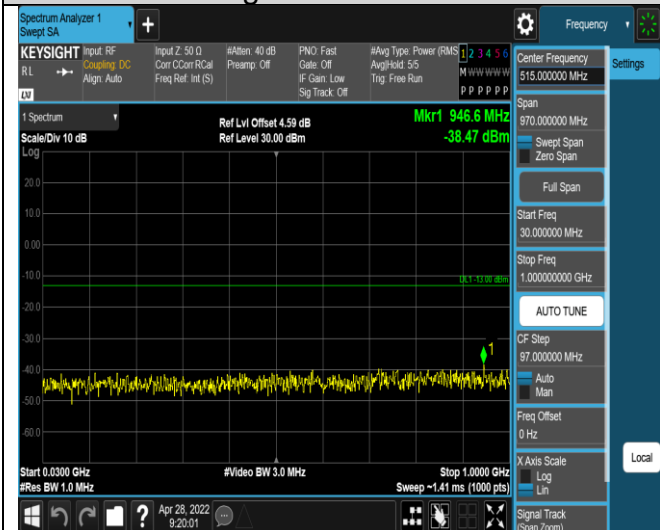 Spectrum Analyzer 1
Swept SA
Frequency
KEYSIGHT
RL
LXI
Input: RF
Coupling: DC
Align: Auto
Input Z: 50 Ω
Corr CCorr RCal
Freq Ref: Int (S)
#Atten: 40 dB
Preamp: Off
PNO: Fast
Gate: Off
IF Gain: Low
Sig Track: Off
#Avg Type: Power (RMS
Avg|Hold: 5/5
Trig: Free Run
1 2 3 4 5 6
M W W W W W
P P P P P P
1 Spectrum
Scale/Div 10 dB
Log
Ref Lvl Offset 4.59 dB
Ref Level 30.00 dBm
Mkr1 946.6 MHz
-38.47 dBm
20.0
10.0
0.00
-10.0
DL1 -13.00 dBm
-20.0
-30.0
1
-40.0
-50.0
-60.0
Start 0.0300 GHz
#Res BW 1.0 MHz
#Video BW 3.0 MHz
Stop 1.0000 GHz
Sweep ~1.41 ms (1000 pts)
Apr 28, 2022
9:20:01
Center Frequency
515.000000 MHz
Settings
Span
970.000000 MHz
Swept Span
Zero Span
Full Span
Start Freq
30.000000 MHz
Stop Freq
1.000000000 GHz
AUTO TUNE
CF Step
97.000000 MHz
Auto
Man
Freq Offset
0 Hz
X Axis Scale
Log
Lin
Local
Signal Track
(Span Zoom)